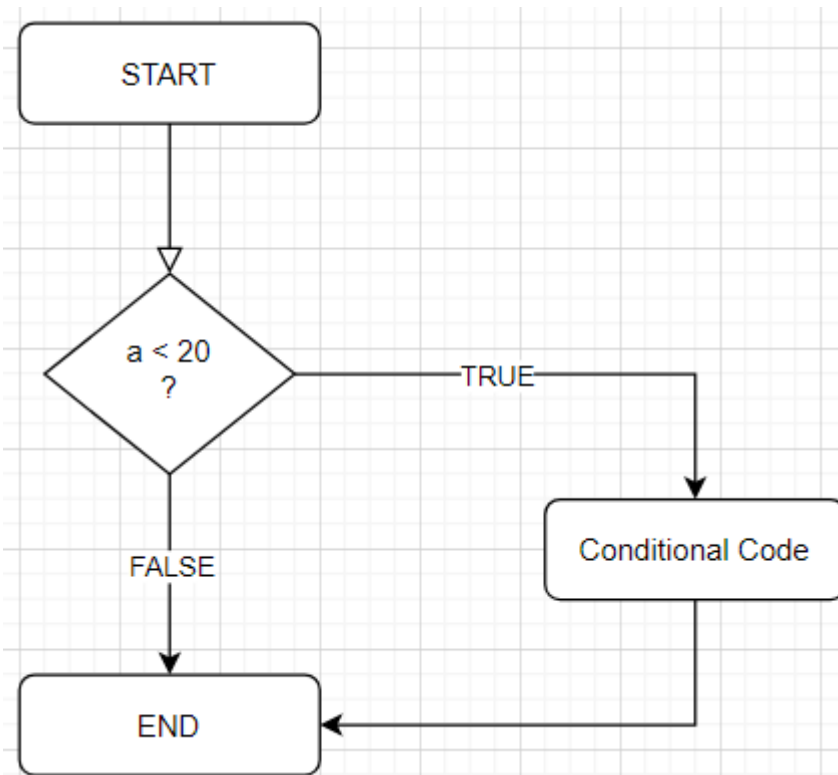 START
a < 20
?
TRUE
Conditional Code
FALSE
END